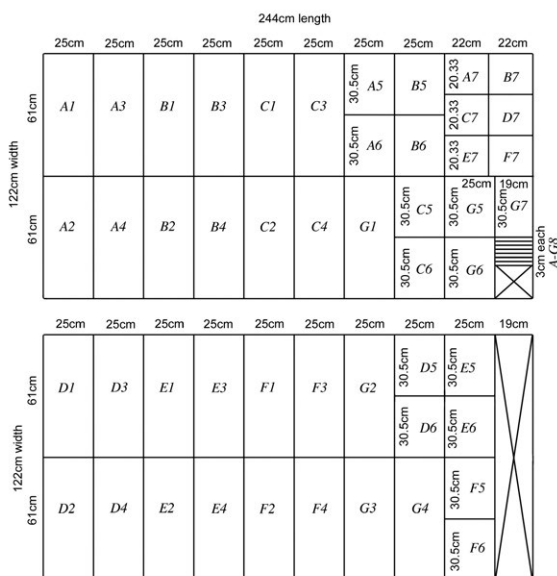 244cm length
25cm 25cm 25cm 25cm 25cm 25cm 25cm 25cm 22cm 22cm
122cm width
61cm
A1 A3 B1 B3 C1 C3
30.5cm A5 B5
30.5cm A6 B6
20.33 A7 B7
20.33 C7 D7
20.33 E7 F7
61cm
A2 A4 B2 B4 C2 C4 G1
30.5cm C5
30.5cm C6
25cm 19cm
30.5cm G5 30.5cm G7
30.5cm G6
3cm each
A-G8
25cm 25cm 25cm 25cm 25cm 25cm 25cm 25cm 25cm 19cm
122cm width
61cm
D1 D3 E1 E3 F1 F3 G2
30.5cm D5 30.5cm E5
30.5cm D6 30.5cm E6
61cm
D2 D4 E2 E4 F2 F4 G3 G4
30.5cm F5
30.5cm F6